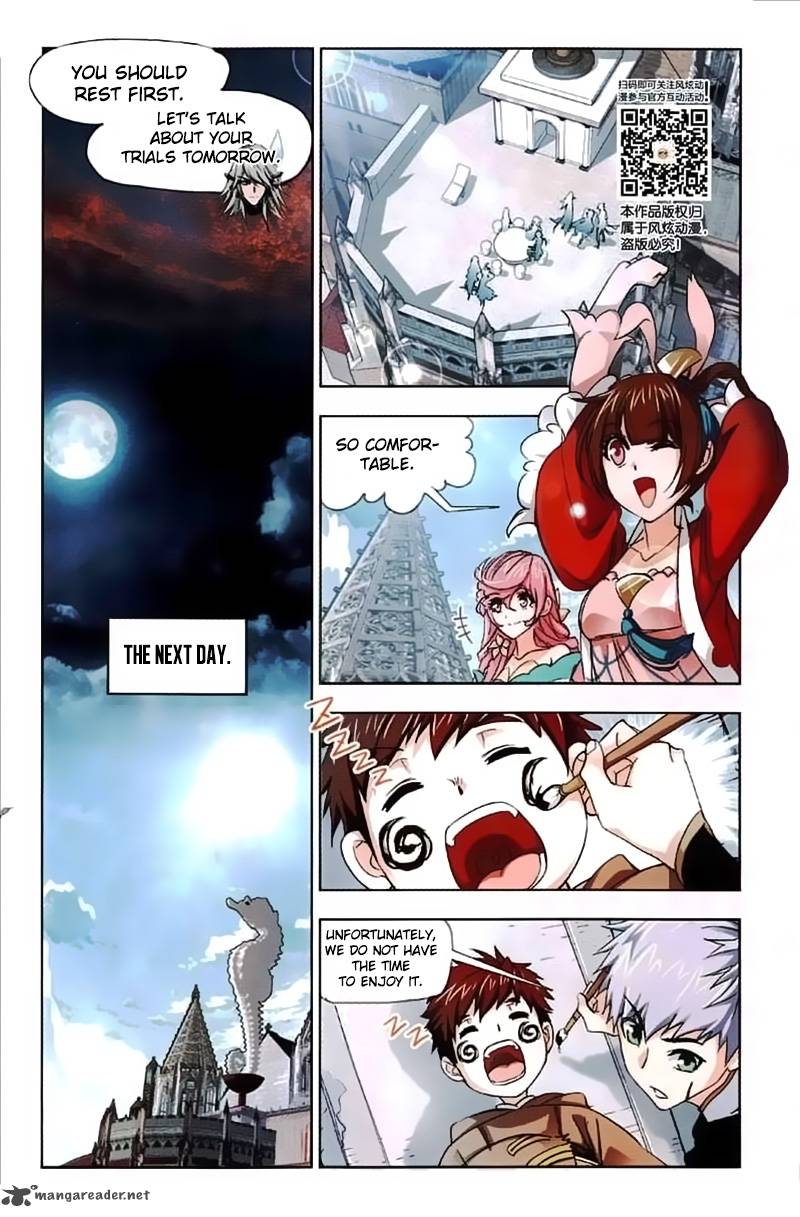 YOU SHOULD
REST FIRST.
LET'S TALK
ABOUT YOUR
TRIALS TOMORROW.
扫码即可关注风炫动
漫参与官方互动活动。
本作品版权归
属于风炫动漫，
盗版必究！
SO COMFOR-
TABLE.
THE NEXT DAY.
ZZZZ
UNFORTUNATELY,
WE DO NOT HAVE
THE TIME
TO ENJOY IT.
ZZ
mangareader.net